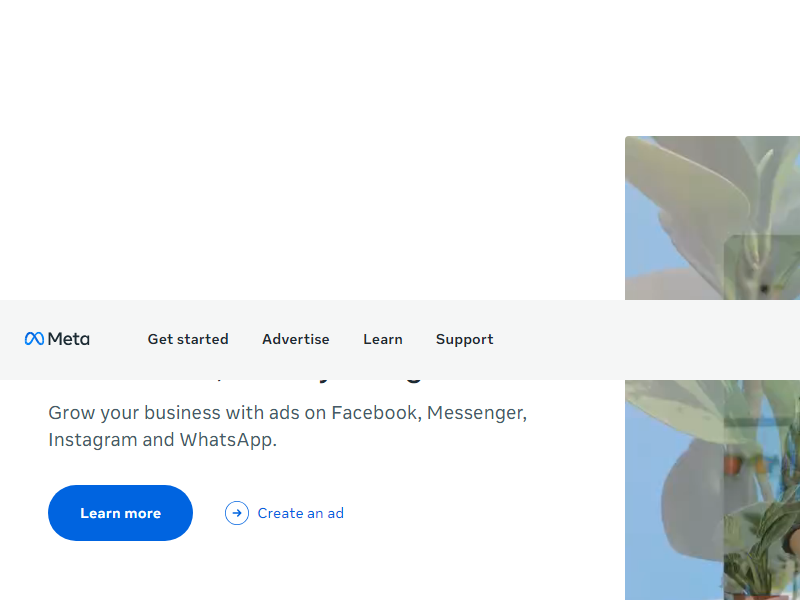 Meta
Get started
Advertise
Learn
Support
Grow your business with ads on Facebook, Messenger,
Instagram and WhatsApp.
Learn more
Create an ad